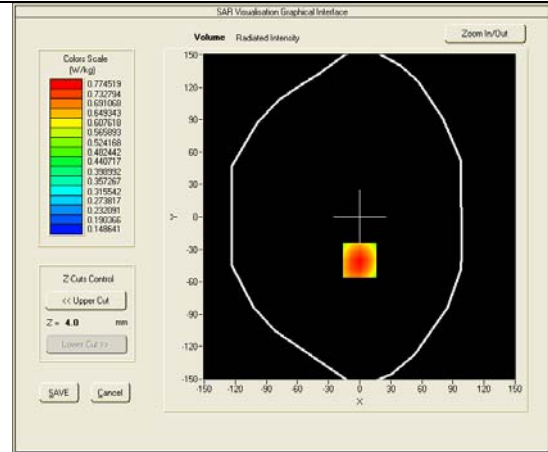 SAR Visualisation Graphical Interface
Volume Radiated Intensity
Zoom In/Out
Colors Scale
(W/kg)
0.774519
0.732794
0.691068
0.649343
0.607618
0.565893
0.524168
0.482442
0.440717
0.398992
0.357267
0.315542
0.273817
0.232091
0.190366
0.148641
Z Cuts Control
<< Upper Cut
Z = 4.0 mm
Lower Cut >>
SAVE Cancel
150
120
90
60
30
0
-30
-60
-90
-120
-150
Y
-150 -120 -90 -60 -30 0 30 60 90 120 150
X